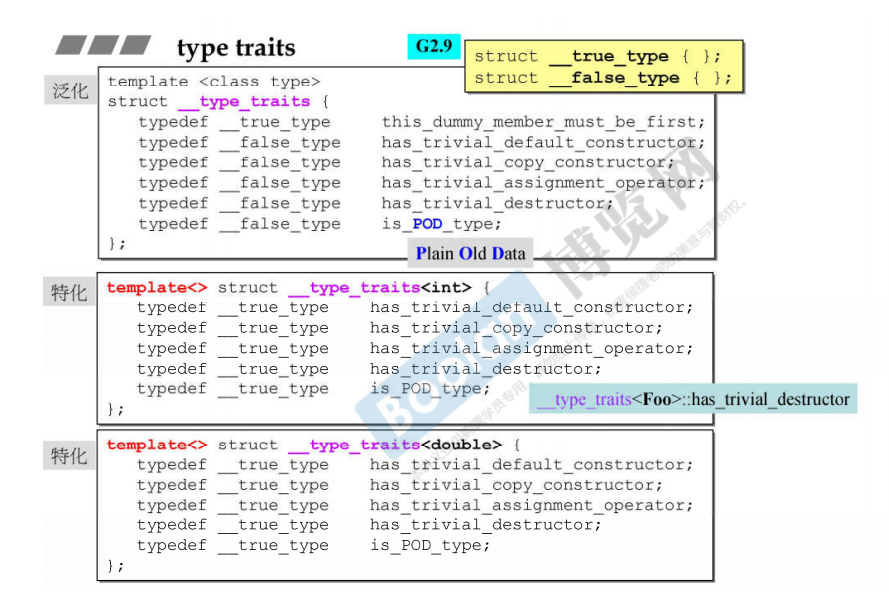 type traits
G2.9
struct __true_type { };
struct __false_type { };
泛化
template <class type>
struct __type_traits {
typedef __true_type this_dummy_member_must_be_first;
typedef __false_type has_trivial_default_constructor;
typedef __false_type has_trivial_copy_constructor;
typedef __false_type has_trivial_assignment_operator;
typedef __false_type has_trivial_destructor;
typedef __false_type is_POD_type;
};
Plain Old Data
特化
template<> struct __type_traits<int> {
typedef __true_type has_trivial_default_constructor;
typedef __true_type has_trivial_copy_constructor;
typedef __true_type has_trivial_assignment_operator;
typedef __true_type has_trivial_destructor;
typedef __true_type is_POD_type;
};
__type_traits<Foo>::has_trivial_destructor
特化
template<> struct __type_traits<double> {
typedef __true_type has_trivial_default_constructor;
typedef __true_type has_trivial_copy_constructor;
typedef __true_type has_trivial_assignment_operator;
typedef __true_type has_trivial_destructor;
typedef __true_type is_POD_type;
};
Boolan 博览网